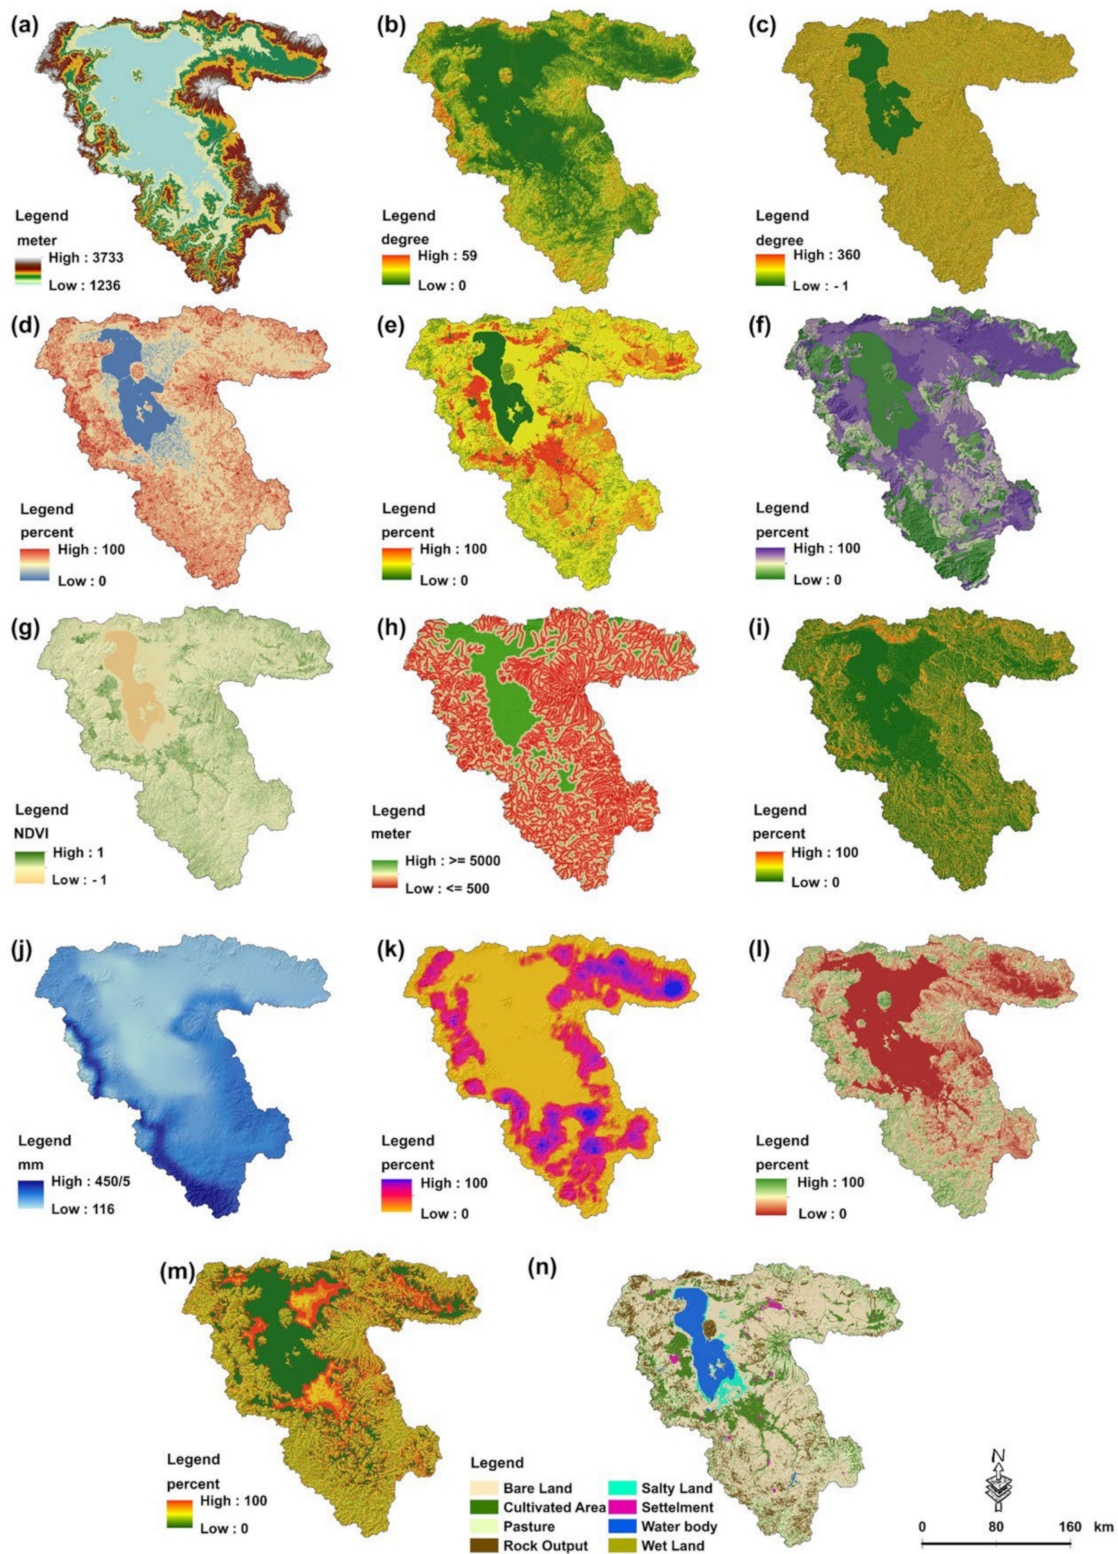 (a)
Legend
meter
High : 3733
Low : 1236
(b)
Legend
degree
High : 59
Low : 0
(c)
Legend
degree
High : 360
Low : - 1
(d)
Legend
percent
High : 100
Low : 0
(e)
Legend
percent
High : 100
Low : 0
(f)
Legend
percent
High : 100
Low : 0
(g)
Legend
NDVI
High : 1
Low : - 1
(h)
Legend
meter
High : >= 5000
Low : <= 500
(i)
Legend
percent
High : 100
Low : 0
(j)
Legend
mm
High : 450/5
Low : 116
(k)
Legend
percent
High : 100
Low : 0
(l)
Legend
percent
High : 100
Low : 0
(m)
Legend
percent
High : 100
Low : 0
(n)
Legend
Bare Land
Cultivated Area
Pasture
Rock Output
Salty Land
Settelment
Water body
Wet Land
N
0 80 160 km